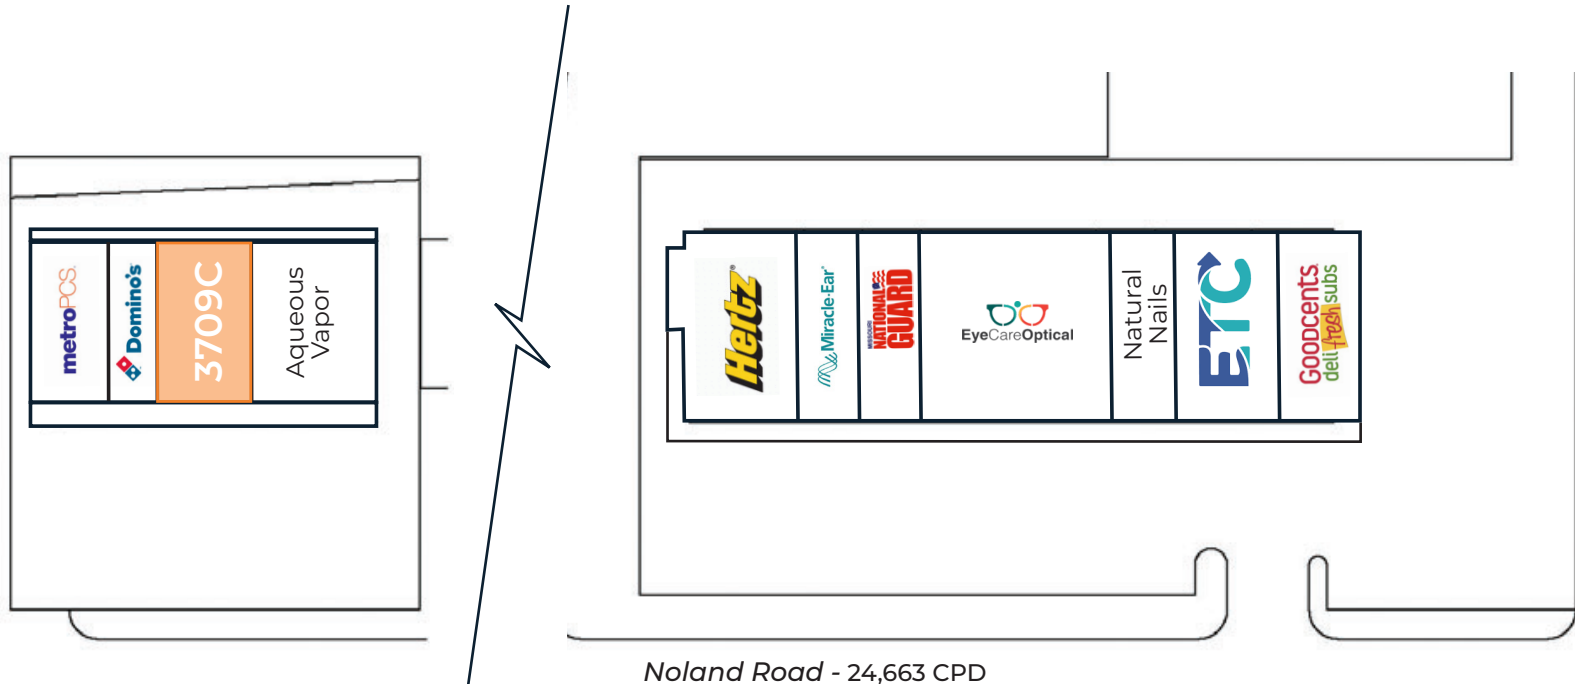 metroPCS.
Domino's
3709C
Aqueous
Vapor
Hertz®
Miracle-Ear®
MISSOURI
NATIONAL
GUARD
EyeCareOptical
Natural
Nails
ETC
GOODCENTS
deli fresh subs
Noland Road - 24,663 CPD